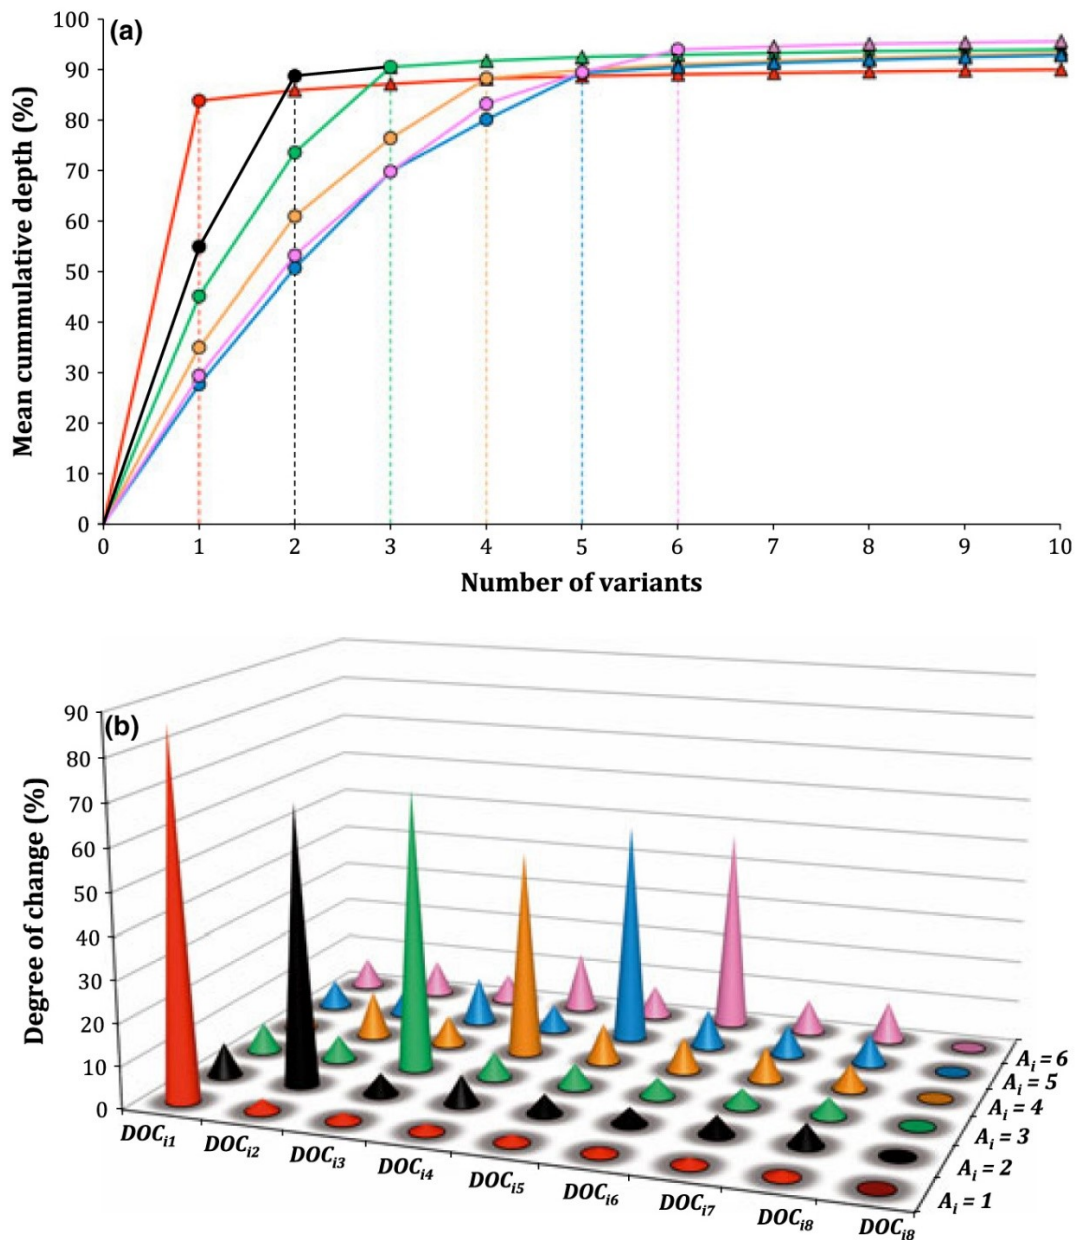 (a)
Mean cummulative depth (%)
100
90
80
70
60
50
40
30
20
10
0
0 1 2 3 4 5 6 7 8 9 10
Number of variants
(b)
Degree of change (%)
90
80
70
60
50
40
30
20
10
0
DOCi1 DOCi2 DOCi3 DOCi4 DOCi5 DOCi6 DOCi7 DOCi8 DOCi8
Ai = 6
Ai = 5
Ai = 4
Ai = 3
Ai = 2
Ai = 1